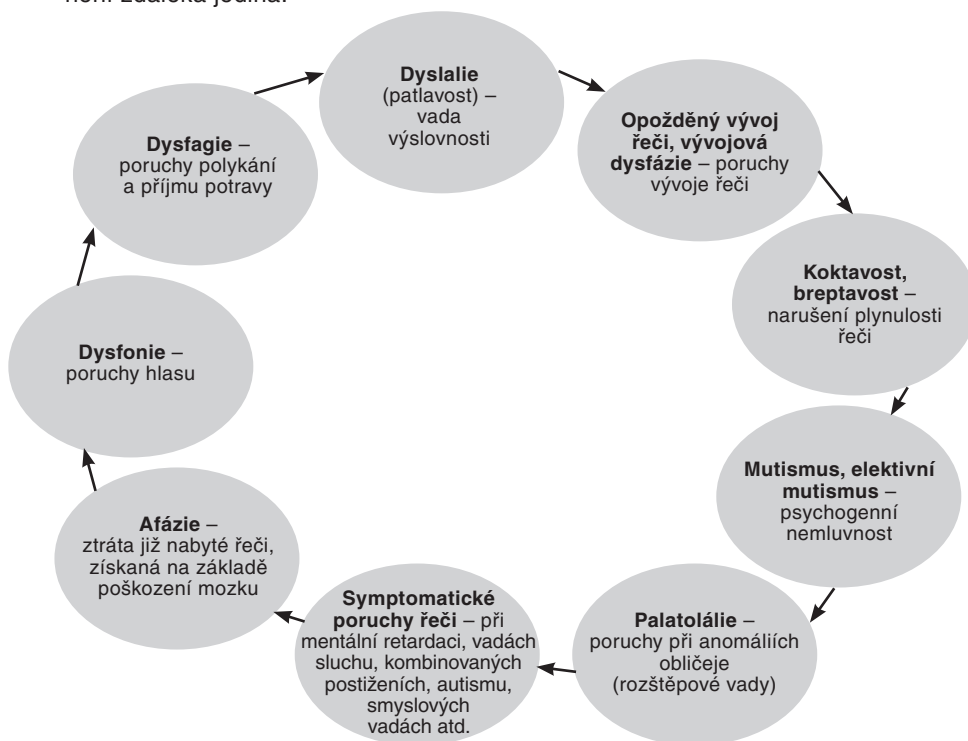 není zdaleka jediná.
Dyslalie
(patlavost) –
vada
výslovnosti
Opožděný vývoj
řeči, vývojová
dysfázie – poruchy
vývoje řeči
Koktavost,
breptavost –
narušení plynulosti
řeči
Mutismus, elektivní
mutismus –
psychogenní
nemluvnost
Palatolálie –
poruchy při anomáliích
obličeje
(rozštěpové vady)
Symptomatické
poruchy řeči – při
mentální retardaci, vadách
sluchu, kombinovaných
postiženích, autismu,
smyslových
vadách atd.
Afázie –
ztráta již nabyté řeči,
získaná na základě
poškození mozku
Dysfonie –
poruchy hlasu
Dysfagie –
poruchy polykání
a příjmu potravy